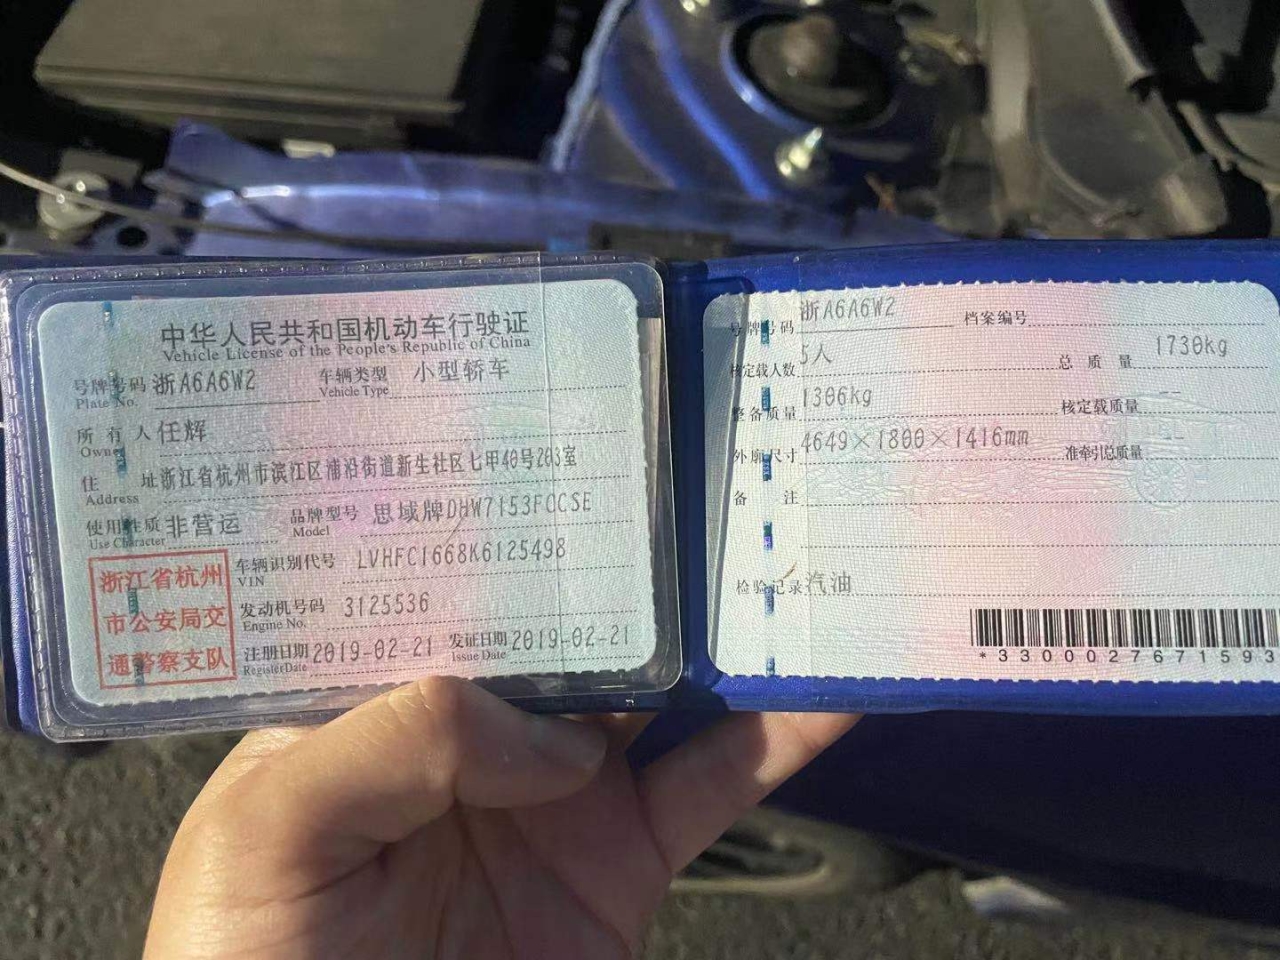 中华人民共和国机动车行驶证
Vehicle License of the People's Republic of China
号牌号码 浙A6A6W2 车辆类型 小型轿车
Plate No. Vehicle Type
所有人 任辉
Owner
住址 浙江省杭州市滨江区浦沿街道新生社区七甲40号203室
Address
使用性质 非营运 品牌型号 思域牌DHW7153FCCSE
Use Character Model
浙江省杭州
市公安局交
通警察支队
车辆识别代号 LVHFC1668K6125498
VIN
发动机号码 3125536
Engine No.
注册日期 2019-02-21 发证日期 2019-02-21
Register Date Issue Date
号牌号码 浙A6A6W2 档案编号
核定载人数 5人 总质量 1730kg
整备质量 1306kg 核定载质量 --
外廓尺寸 4649×1800×1416mm 准牵引总质量 --
备注
检验记录 汽油
*3300027671593